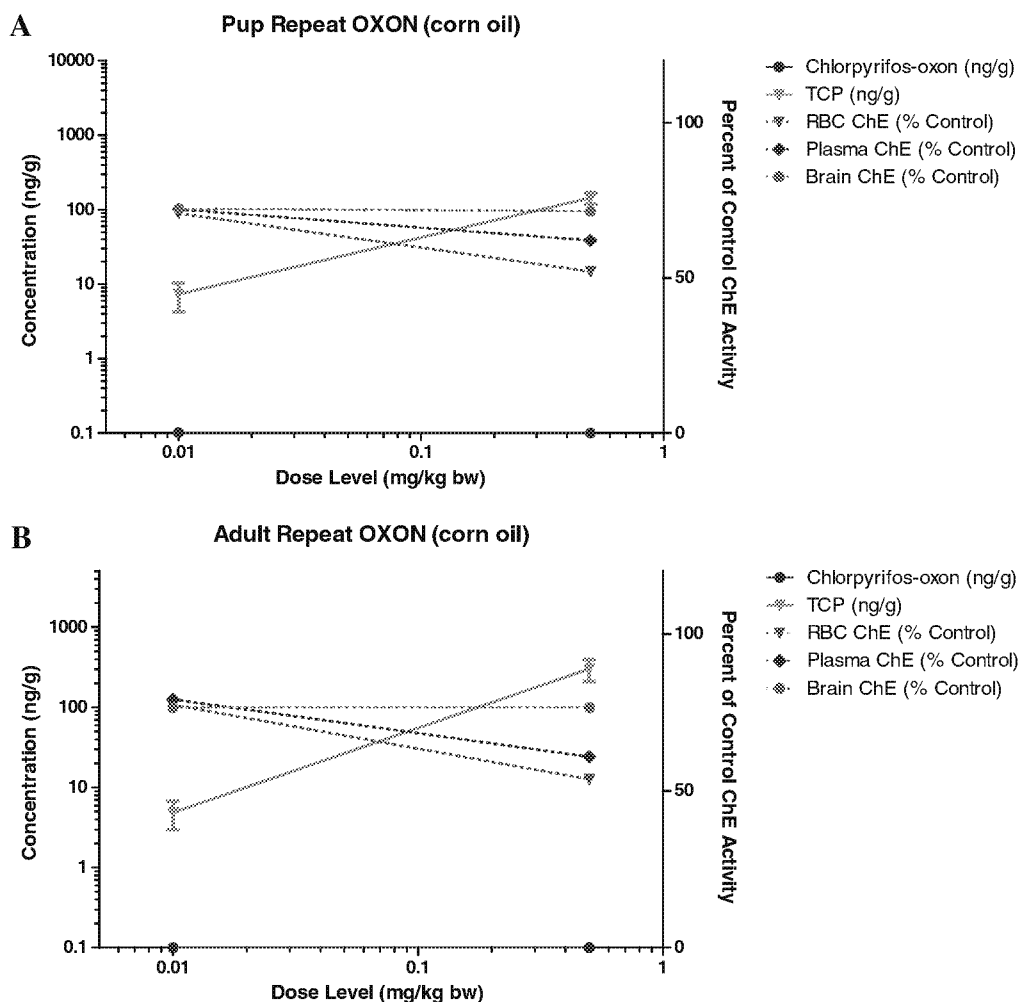 A
Pup Repeat OXON (corn oil)
Concentration (ng/g)
10000
1000
100
10
1
0.1
0.01
0.1
1
Dose Level (mg/kg bw)
100
50
0
Percent of Control ChE Activity
Chlorpyrifos-oxon (ng/g)
TCP (ng/g)
RBC ChE (% Control)
Plasma ChE (% Control)
Brain ChE (% Control)
B
Adult Repeat OXON (corn oil)
Concentration (ng/g)
1000
100
10
1
0.1
0.01
0.1
1
Dose Level (mg/kg bw)
100
50
0
Percent of Control ChE Activity
Chlorpyrifos-oxon (ng/g)
TCP (ng/g)
RBC ChE (% Control)
Plasma ChE (% Control)
Brain ChE (% Control)